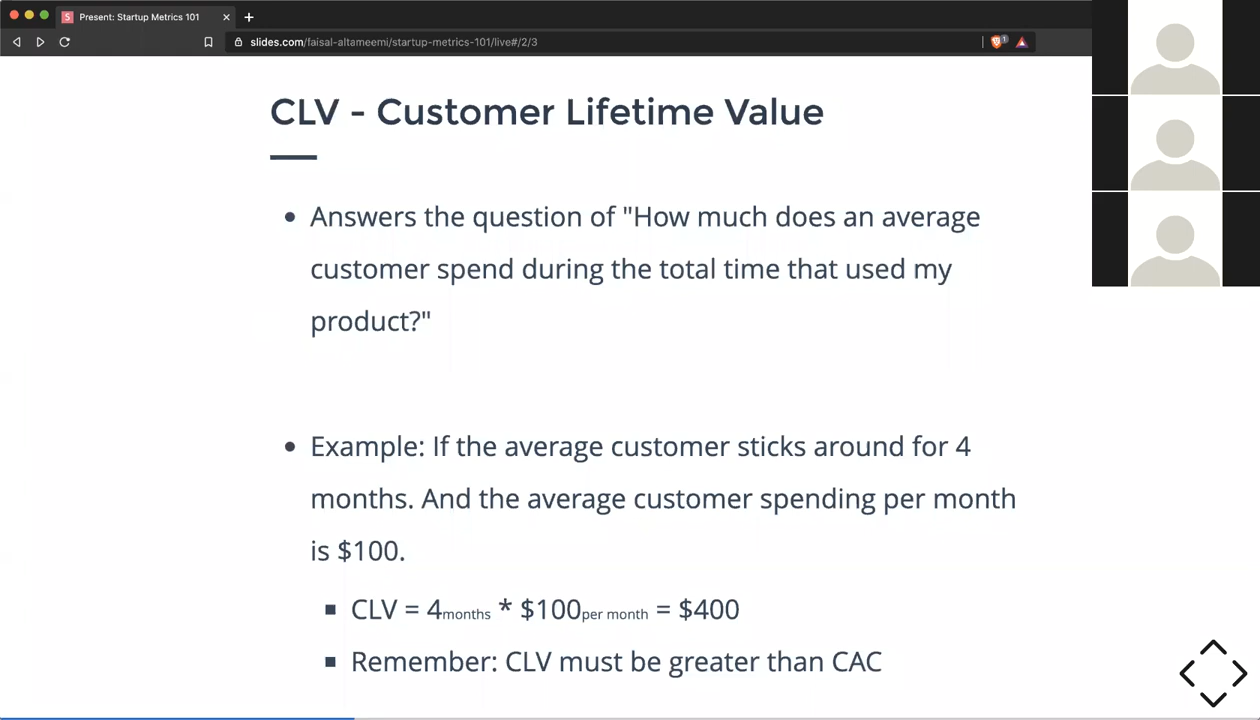 Present: Startup Metrics 101
slides.com/faisal-altameemi/startup-metrics-101/live#/2/3
CLV - Customer Lifetime Value
Answers the question of "How much does an average
customer spend during the total time that used my
product?"
Example: If the average customer sticks around for 4
months. And the average customer spending per month
is $100.
CLV = 4months * $100per month = $400
Remember: CLV must be greater than CAC